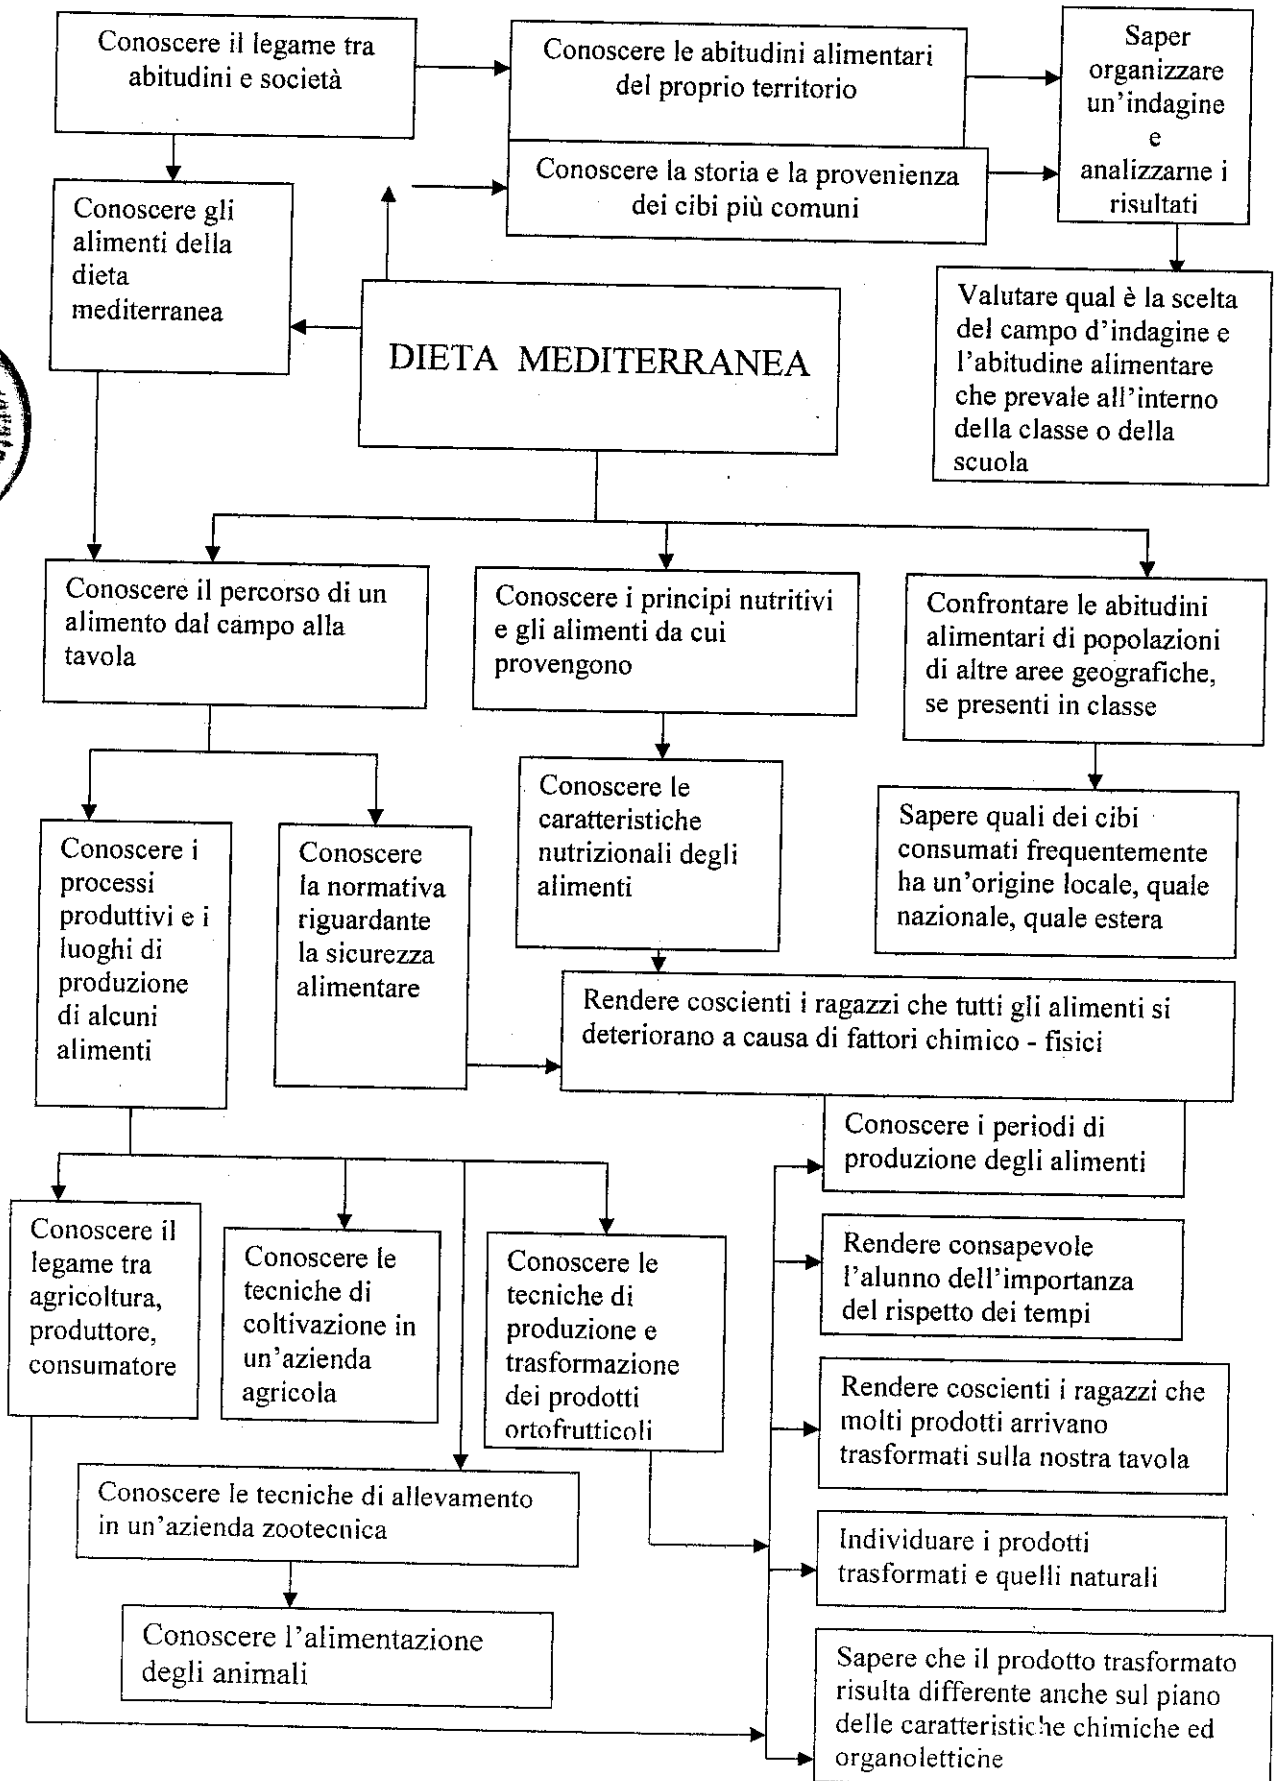 Conoscere il legame tra
abitudini e società
Conoscere le abitudini alimentari
del proprio territorio
Saper
organizzare
un'indagine
e
analizzarne i
risultati
Conoscere la storia e la provenienza
dei cibi più comuni
Conoscere gli
alimenti della
dieta
mediterranea
DIETA MEDITERRANEA
Valutare qual è la scelta
del campo d'indagine e
l'abitudine alimentare
che prevale all'interno
della classe o della
scuola
Conoscere il percorso di un
alimento dal campo alla
tavola
Conoscere i principi nutritivi
e gli alimenti da cui
provengono
Confrontare le abitudini
alimentari di popolazioni
di altre aree geografiche,
se presenti in classe
Conoscere i
processi
produttivi e i
luoghi di
produzione
di alcuni
alimenti
Conoscere
la normativa
riguardante
la sicurezza
alimentare
Conoscere le
caratteristiche
nutrizionali degli
alimenti
Sapere quali dei cibi
consumati frequentemente
ha un'origine locale, quale
nazionale, quale estera
Rendere coscienti i ragazzi che tutti gli alimenti si
deteriorano a causa di fattori chimico - fisici
Conoscere i periodi di
produzione degli alimenti
Conoscere il
legame tra
agricoltura,
produttore,
consumatore
Conoscere le
tecniche di
coltivazione in
un'azienda
agricola
Conoscere le
tecniche di
produzione e
trasformazione
dei prodotti
ortofrutticoli
Rendere consapevole
l'alunno dell'importanza
del rispetto dei tempi
Rendere coscienti i ragazzi che
molti prodotti arrivano
trasformati sulla nostra tavola
Conoscere le tecniche di allevamento
in un'azienda zootecnica
Individuare i prodotti
trasformati e quelli naturali
Conoscere l'alimentazione
degli animali
Sapere che il prodotto trasformato
risulta differente anche sul piano
delle caratteristiche chimiche ed
organolettiche